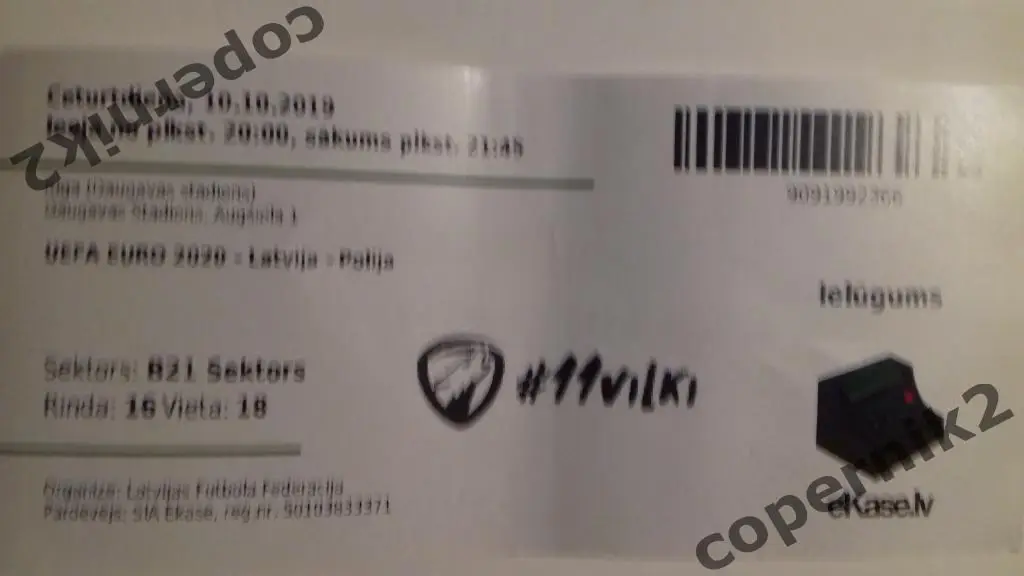 Ceturtdiena, 10.10.2019
Ieeja no plkst. 20:00, sākums plkst. 21:45
Rīga (Daugavas stadions)
Daugavas Stadions, Augšiela 1
UEFA EURO 2020 - Latvija - Polija
Sektors: B21 Sektors
Rinda: 16 Vieta: 18
Organizē: Latvijas Futbola Federācija
Pārdevējs: SIA Ekase, reg.nr. 50103833371
#11VIĻKI
9091992366
Ielūgums
eKase.lv
copernik2
copernik2